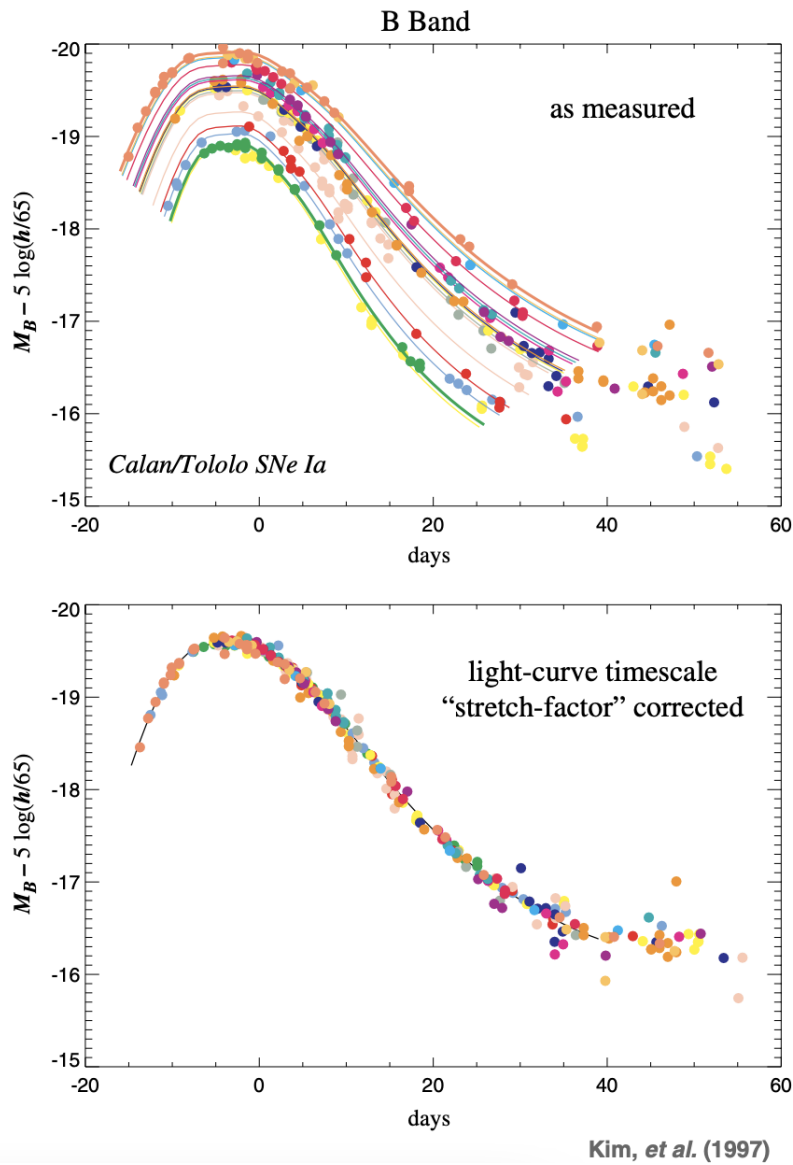 B Band
-20
as measured
-19
-18
M_B – 5 log(h/65)
-17
-16
Calan/Tololo SNe Ia
-15
-20 0 20 40 60
days
-20
light-curve timescale
“stretch-factor” corrected
-19
-18
M_B – 5 log(h/65)
-17
-16
-15
-20 0 20 40 60
days
Kim, et al. (1997)